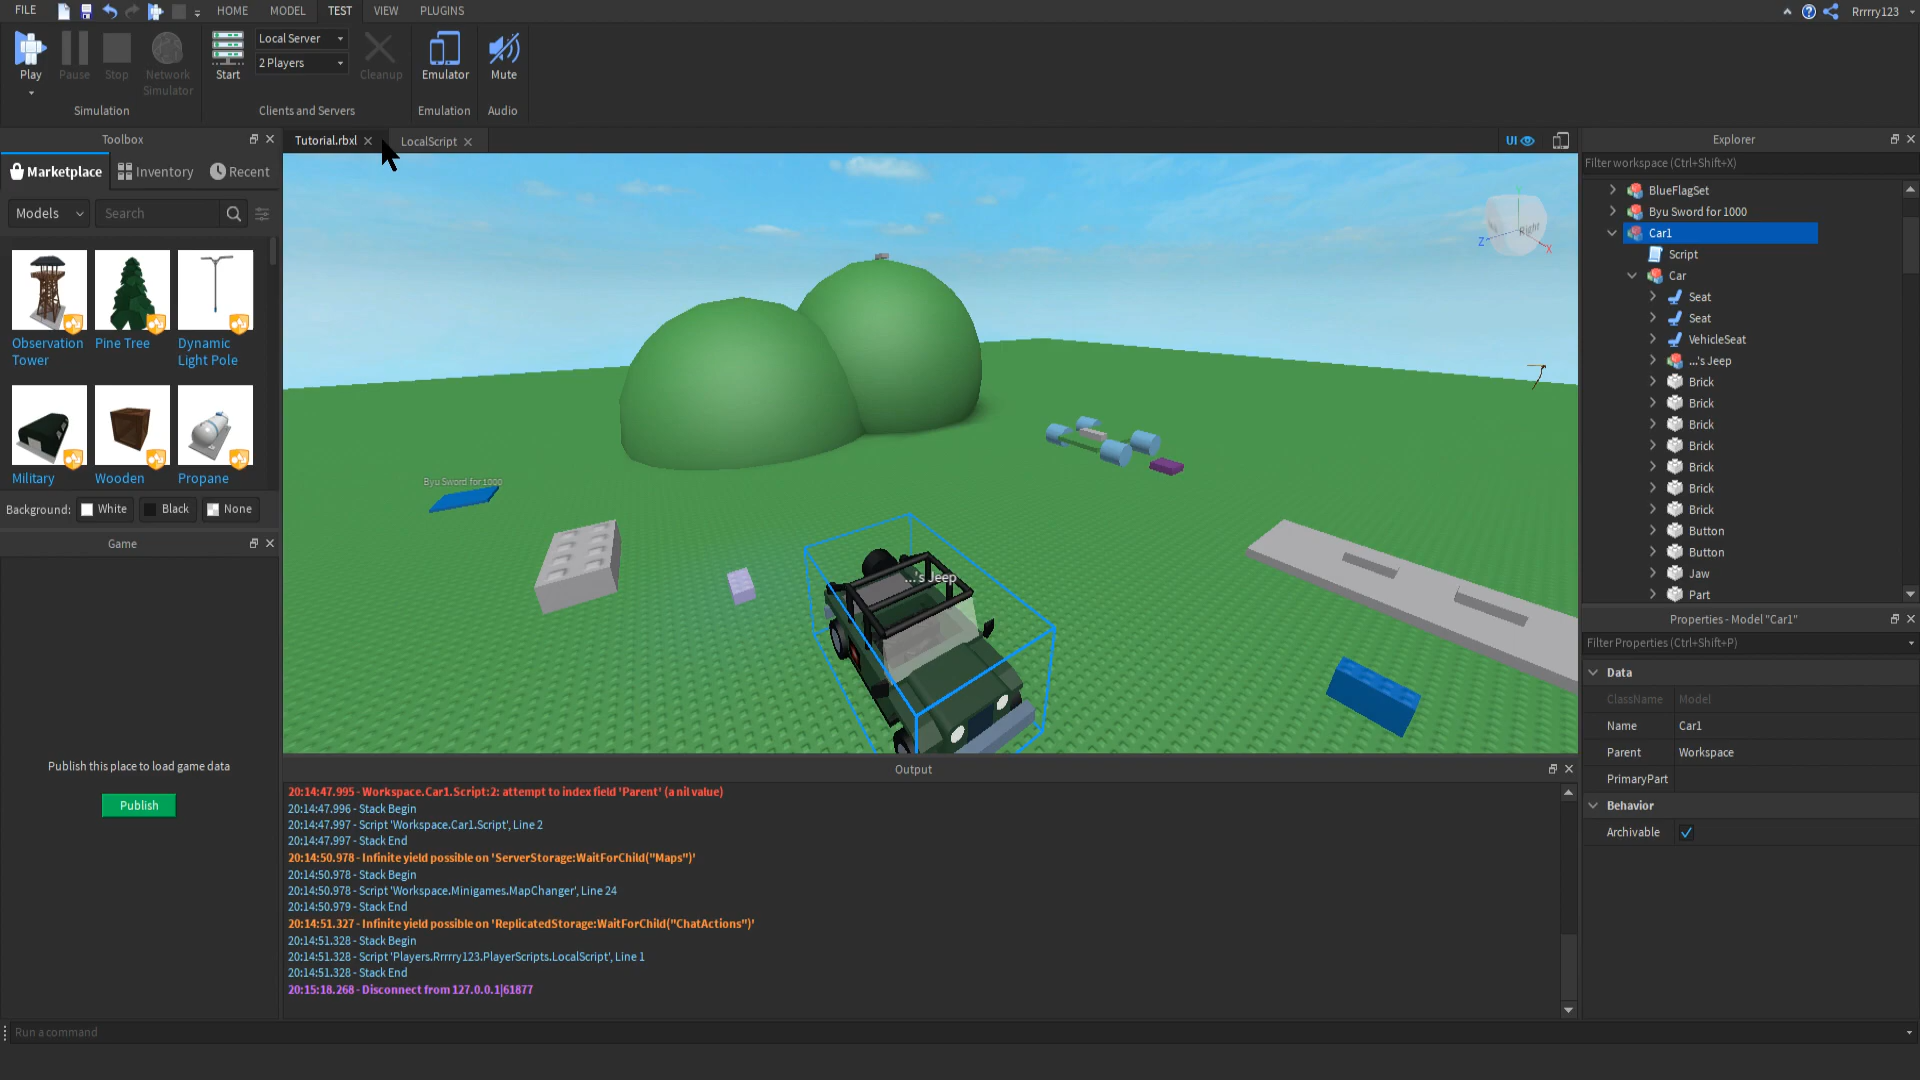 FILE HOME MODEL TEST VIEW PLUGINS Rrrrry123
Play Pause Stop Network Simulator Start Local Server 2 Players Cleanup Emulator Mute
Simulation Clients and Servers Emulation Audio
Toolbox
Marketplace Inventory Recent
Models Search
Observation Tower
Pine Tree
Dynamic Light Pole
Military
Wooden
Propane
Background: White Black None
Game
Publish this place to load game data
Publish
Tutorial.rbxl LocalScript UI
Z Y X Right
Byu Sword for 1000
...'s Jeep
Output
20:14:47.995 - Workspace.Car1.Script:2: attempt to index field 'Parent' (a nil value)
20:14:47.996 - Stack Begin
20:14:47.997 - Script 'Workspace.Car1.Script', Line 2
20:14:47.997 - Stack End
20:14:50.978 - Infinite yield possible on 'ServerStorage:WaitForChild("Maps")'
20:14:50.978 - Stack Begin
20:14:50.978 - Script 'Workspace.Minigames.MapChanger', Line 24
20:14:50.979 - Stack End
20:14:51.327 - Infinite yield possible on 'ReplicatedStorage:WaitForChild("ChatActions")'
20:14:51.328 - Stack Begin
20:14:51.328 - Script 'Players.Rrrrry123.PlayerScripts.LocalScript', Line 1
20:14:51.328 - Stack End
20:15:18.268 - Disconnect from 127.0.0.1|61877
Explorer
Filter workspace (Ctrl+Shift+X)
BlueFlagSet
Byu Sword for 1000
Car1
Script
Car
Seat
Seat
VehicleSeat
...'s Jeep
Brick
Brick
Brick
Brick
Brick
Brick
Brick
Button
Button
Jaw
Part
Properties - Model "Car1"
Filter Properties (Ctrl+Shift+P)
Data
ClassName Model
Name Car1
Parent Workspace
PrimaryPart
Behavior
Archivable
Run a command